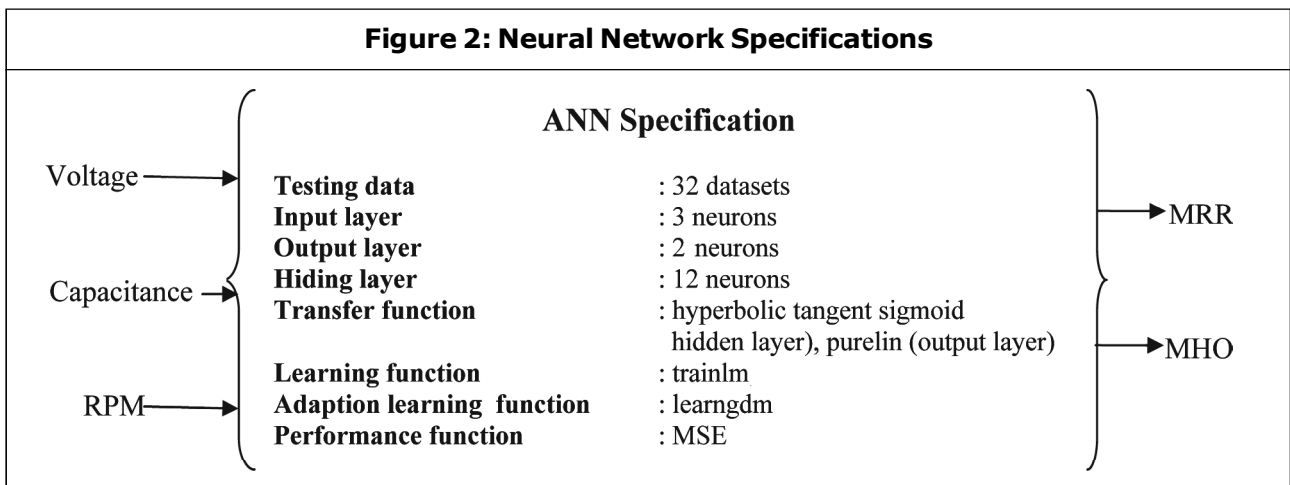 Figure 2: Neural Network Specifications
ANN Specification
Voltage
Capacitance
RPM
Testing data : 32 datasets
Input layer : 3 neurons
Output layer : 2 neurons
Hiding layer : 12 neurons
Transfer function : hyperbolic tangent sigmoid
hidden layer), purelin (output layer)
Learning function : trainlm
Adaption learning function : learngdm
Performance function : MSE
MRR
MHO